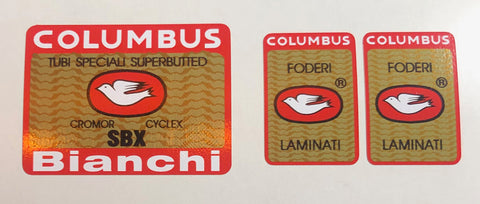 COLUMBUS
TUBI SPECIALI SUPERBUTTED
CROMOR CYCLEX
SBX
Bianchi
COLUMBUS
FODERI
®
LAMINATI
COLUMBUS
FODERI
®
LAMINATI